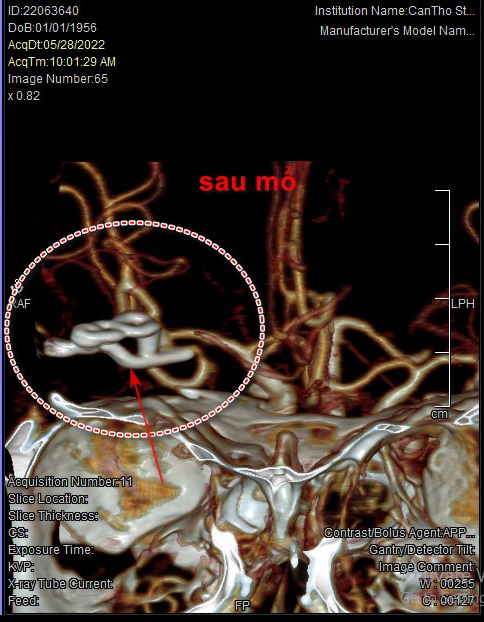 ID:22063640
DoB:01/01/1956
AcqDt:05/28/2022
AcqTm:10:01:29 AM
Image Number:65
x 0.82
Institution Name:CanTho St...
Manufacturer's Model Nam...
sau mổ
RAF
LPH
cm
Acquisition Number:11
Slice Location:
Slice Thickness:
CS:
Exposure Time:
KVP:
X-ray Tube Current:
Feed:
FP
Contrast/Bolus Agent:APP...
Gantry/Detector Tilt:
Image Comment:
W : 00255
C : 00127